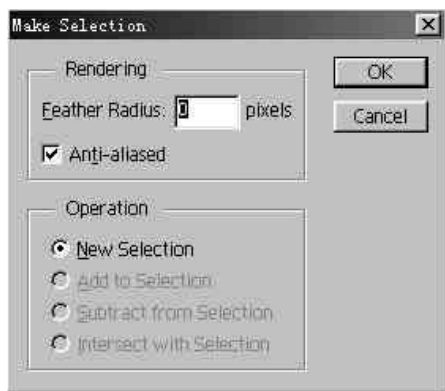 Make Selection
Rendering
OK
Feather Radius: 0 pixels
Cancel
Anti-aliased
Operation
New Selection
Add to Selection
Subtract from Selection
Intersect with Selection